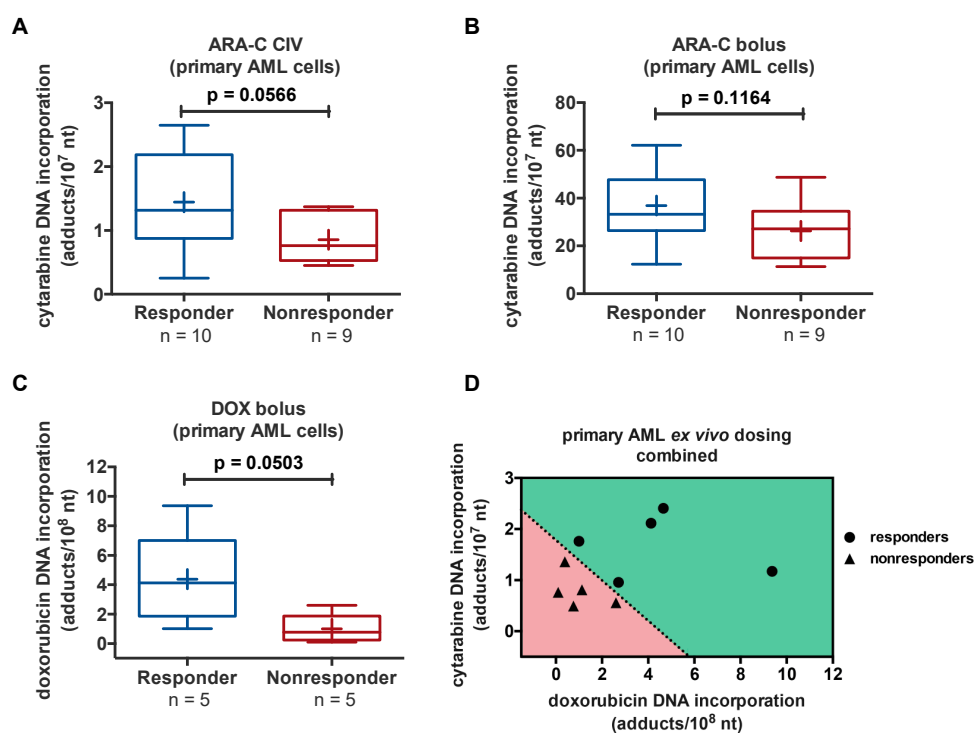 A
ARA-C CIV
(primary AML cells)
p = 0.0566
cytarabine DNA incorporation
(adducts/10⁷ nt)
3
2
1
0
Responder
n = 10
Nonresponder
n = 9
B
ARA-C bolus
(primary AML cells)
p = 0.1164
cytarabine DNA incorporation
(adducts/10⁷ nt)
80
60
40
20
0
Responder
n = 10
Nonresponder
n = 9
C
DOX bolus
(primary AML cells)
p = 0.0503
doxorubicin DNA incorporation
(adducts/10⁸ nt)
12
10
8
6
4
2
0
Responder
n = 5
Nonresponder
n = 5
D
primary AML ex vivo dosing
combined
cytarabine DNA incorporation
(adducts/10⁷ nt)
3
2
1
0
0 2 4 6 8 10 12
doxorubicin DNA incorporation
(adducts/10⁸ nt)
responders
nonresponders